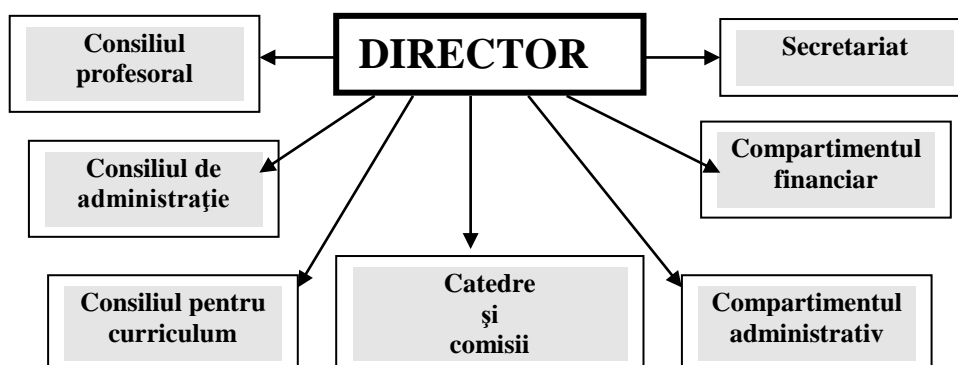 Consiliul
profesoral
DIRECTOR
Secretariat
Consiliul de
administraţie
Compartimentul
financiar
Consiliul pentru
curriculum
Catedre
şi
comisii
Compartimentul
administrativ